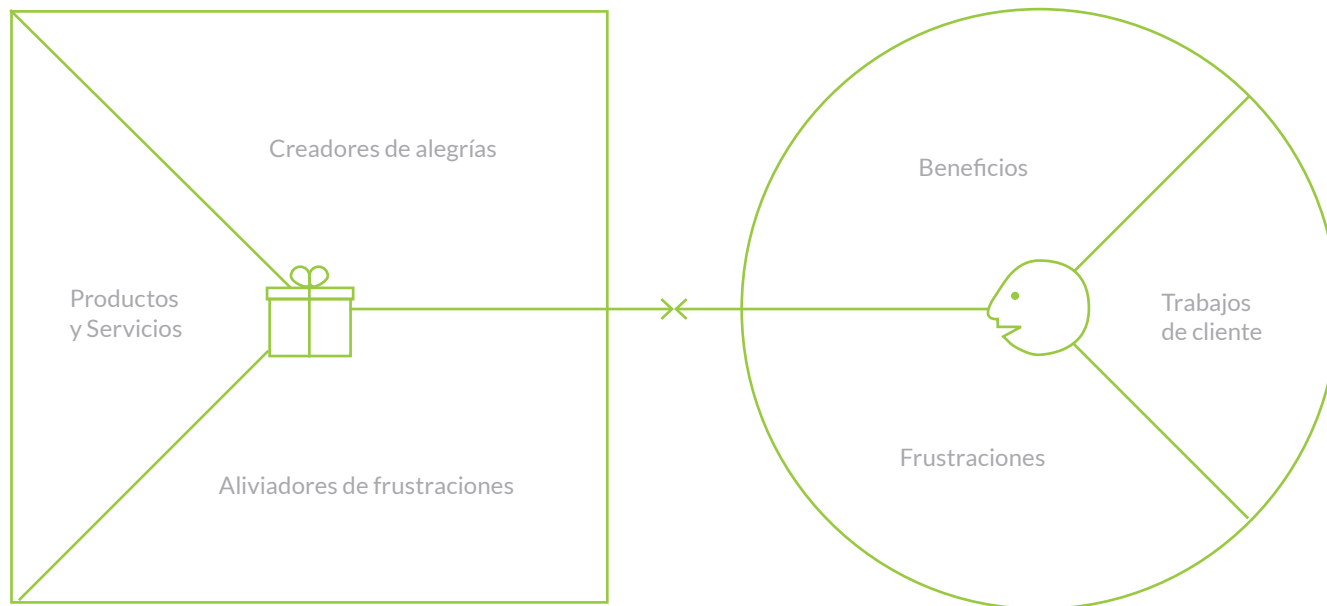 Creadores de alegrías
Productos
y Servicios
Aliviadores de frustraciones
Beneficios
Trabajos
de cliente
Frustraciones